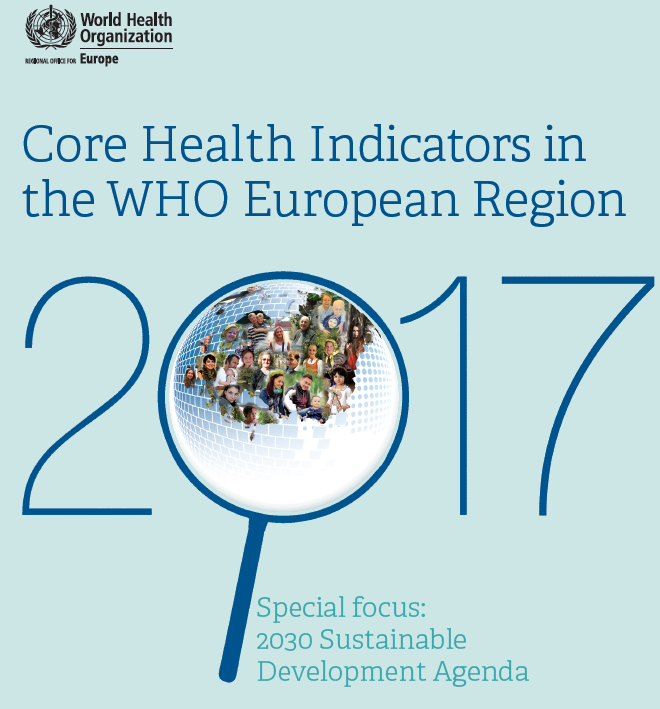 World Health
Organization
REGIONAL OFFICE FOR Europe
Core Health Indicators in
the WHO European Region
2017
Special focus:
2030 Sustainable
Development Agenda